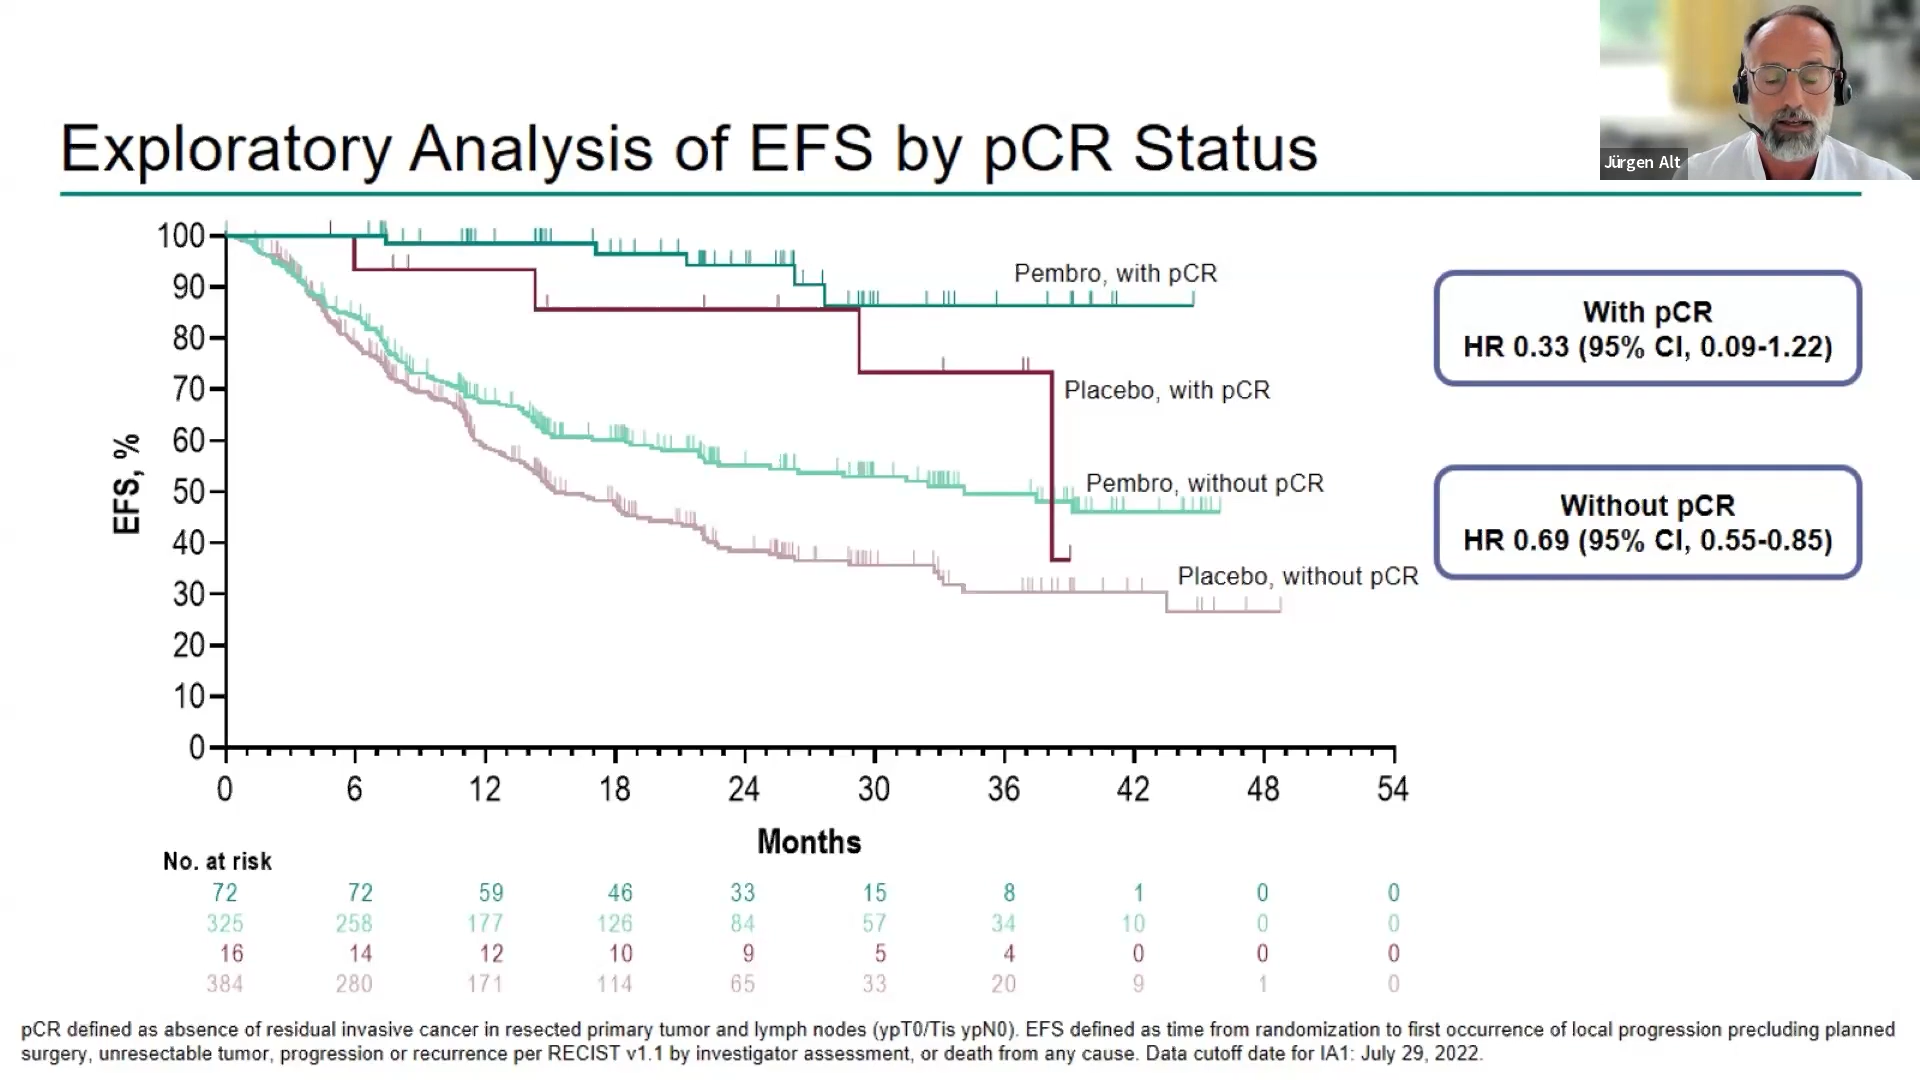 Jürgen Alt
Exploratory Analysis of EFS by pCR Status
100
90
80
70
60
50
40
30
20
10
0
EFS, %
Pembro, with pCR
Placebo, with pCR
Pembro, without pCR
Placebo, without pCR
With pCR
HR 0.33 (95% CI, 0.09-1.22)
Without pCR
HR 0.69 (95% CI, 0.55-0.85)
0 6 12 18 24 30 36 42 48 54
Months
No. at risk
72 72 59 46 33 15 8 1 0 0
325 258 177 126 84 57 34 10 0 0
16 14 12 10 9 5 4 0 0 0
384 280 171 114 65 33 20 9 1 0
pCR defined as absence of residual invasive cancer in resected primary tumor and lymph nodes (ypT0/Tis ypN0). EFS defined as time from randomization to first occurrence of local progression precluding planned
surgery, unresectable tumor, progression or recurrence per RECIST v1.1 by investigator assessment, or death from any cause. Data cutoff date for IA1: July 29, 2022.